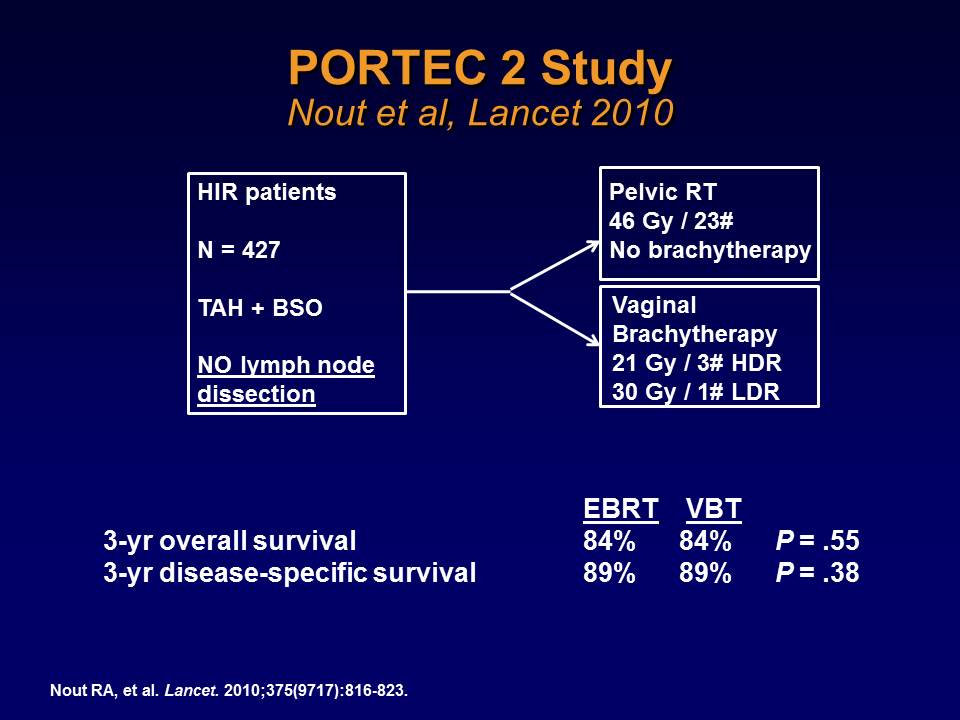 PORTEC 2 Study
Nout et al, Lancet 2010
HIR patients
N = 427
TAH + BSO
NO lymph node
dissection
Pelvic RT
46 Gy / 23#
No brachytherapy
Vaginal
Brachytherapy
21 Gy / 3# HDR
30 Gy / 1# LDR
EBRT VBT
3-yr overall survival 84% 84% P = .55
3-yr disease-specific survival 89% 89% P = .38
Nout RA, et al. Lancet. 2010;375(9717):816-823.